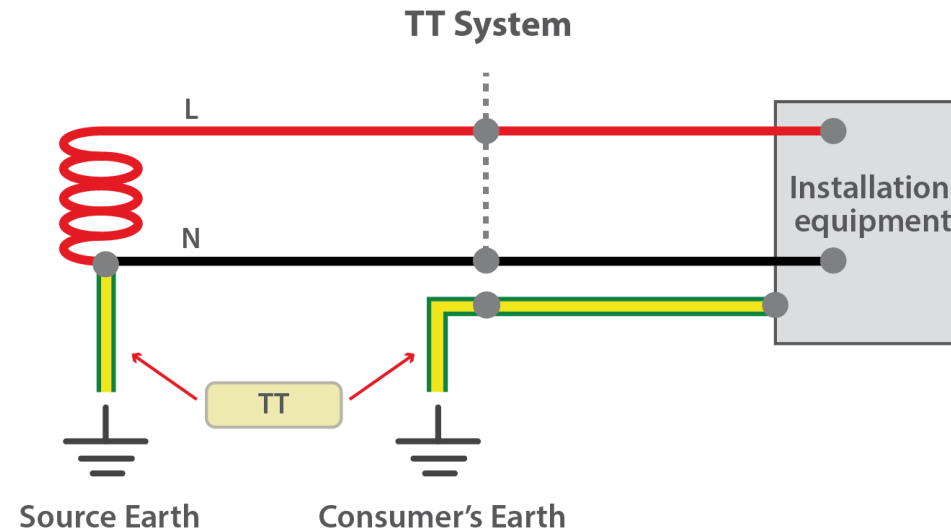 TT System
L
Installation
equipment
N
TT
Source Earth
Consumer’s Earth